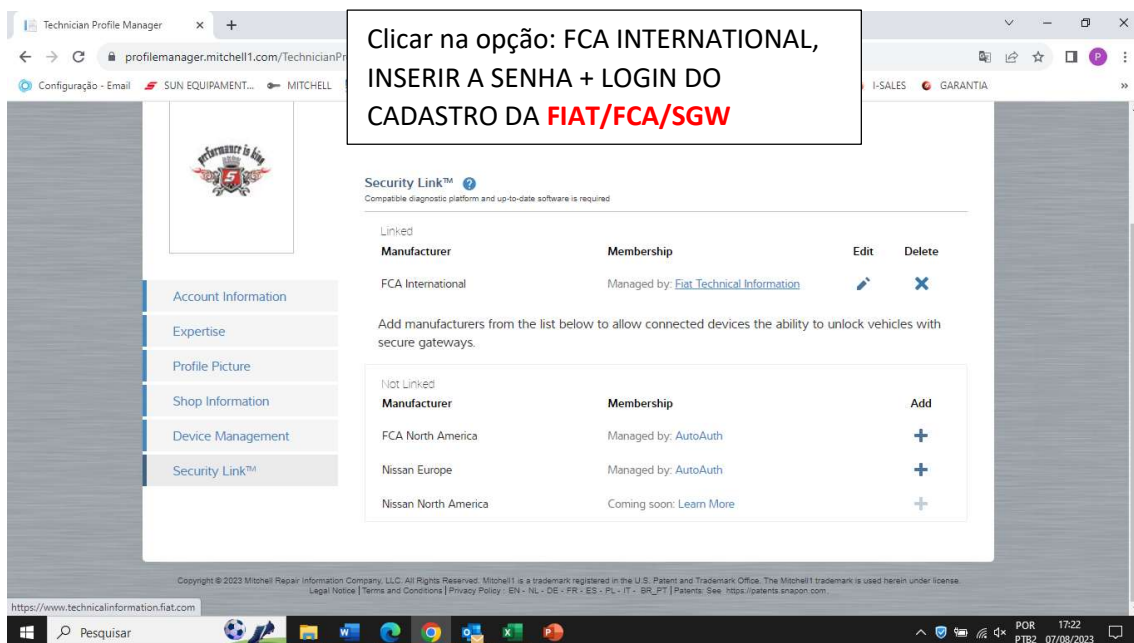 Technician Profile Manager
profilemanager.mitchell1.com/TechnicianPr
Configuração - Email
SUN EQUIPAMENT...
MITCHELL
I-SALES
GARANTIA
Clicar na opção: FCA INTERNATIONAL,
INSERIR A SENHA + LOGIN DO
CADASTRO DA FIAT/FCA/SGW
performance is king
Security Link™
Compatible diagnostic platform and up-to-date software is required
Linked
Manufacturer Membership Edit Delete
FCA International Managed by: Fiat Technical Information
Add manufacturers from the list below to allow connected devices the ability to unlock vehicles with
secure gateways.
Not Linked
Manufacturer Membership Add
FCA North America Managed by: AutoAuth
Nissan Europe Managed by: AutoAuth
Nissan North America Coming soon: Learn More
Account Information
Expertise
Profile Picture
Shop Information
Device Management
Security Link™
Copyright © 2023 Mitchell Repair Information Company, LLC. All Rights Reserved. Mitchell1 is a trademark registered in the U.S. Patent and Trademark Office. The Mitchell1 trademark is used herein under license.
Legal Notice | Terms and Conditions | Privacy Policy : EN - NL - DE - FR - ES - PL - IT - BR_PT | Patents: See https://patents.snapon.com
https://www.technicalinformation.fiat.com
Pesquisar
POR
PTB2
17:22
07/08/2023